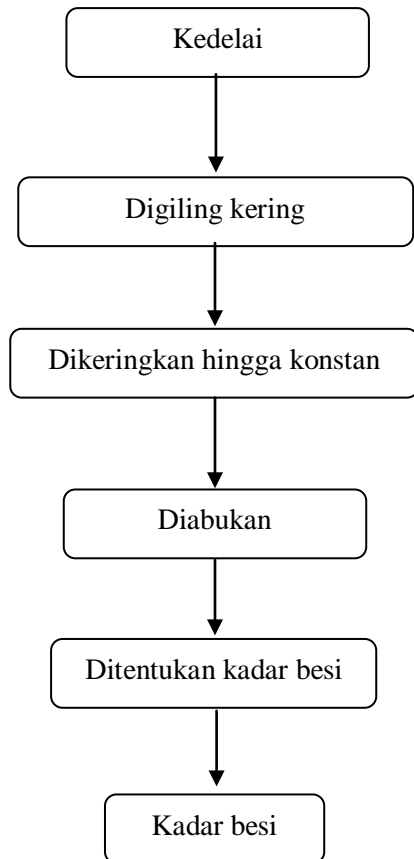 Kedelai
Digiling kering
Dikeringkan hingga konstan
Diabukan
Ditentukan kadar besi
Kadar besi